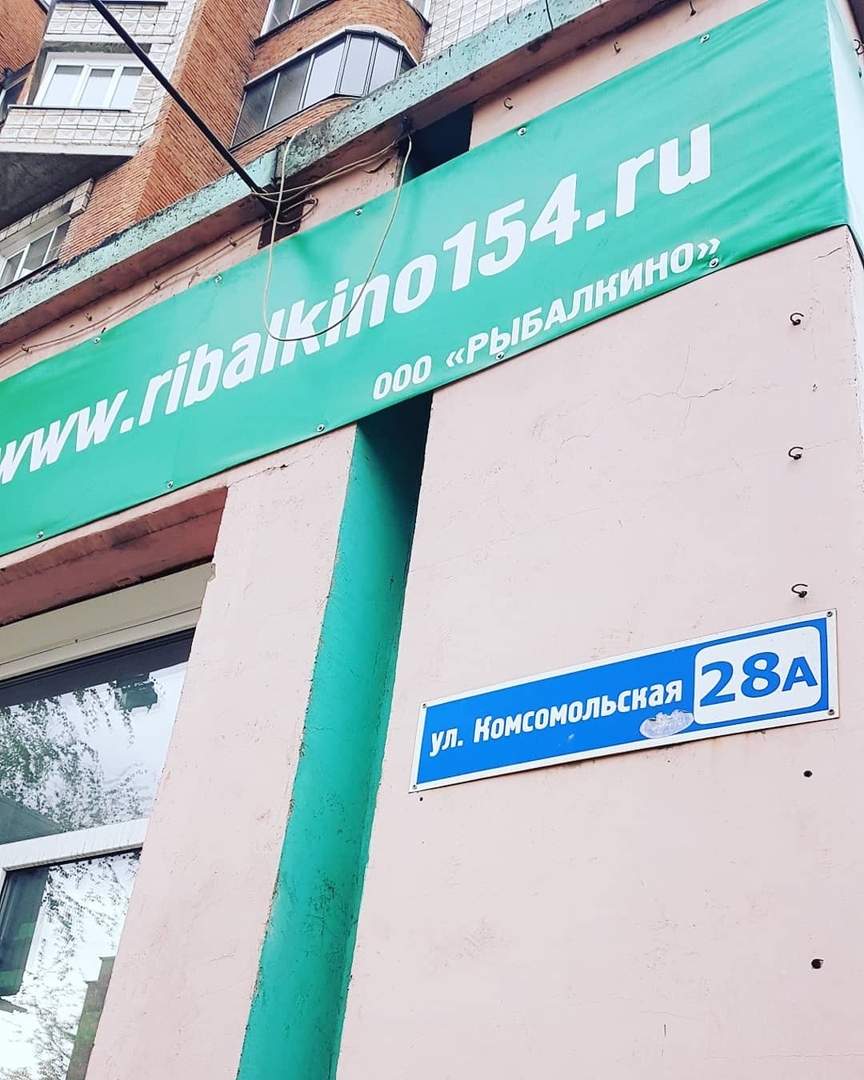 www.ribalkino154.ru
ООО «РЫБАЛКИНО»
ул. Комсомольская 28А